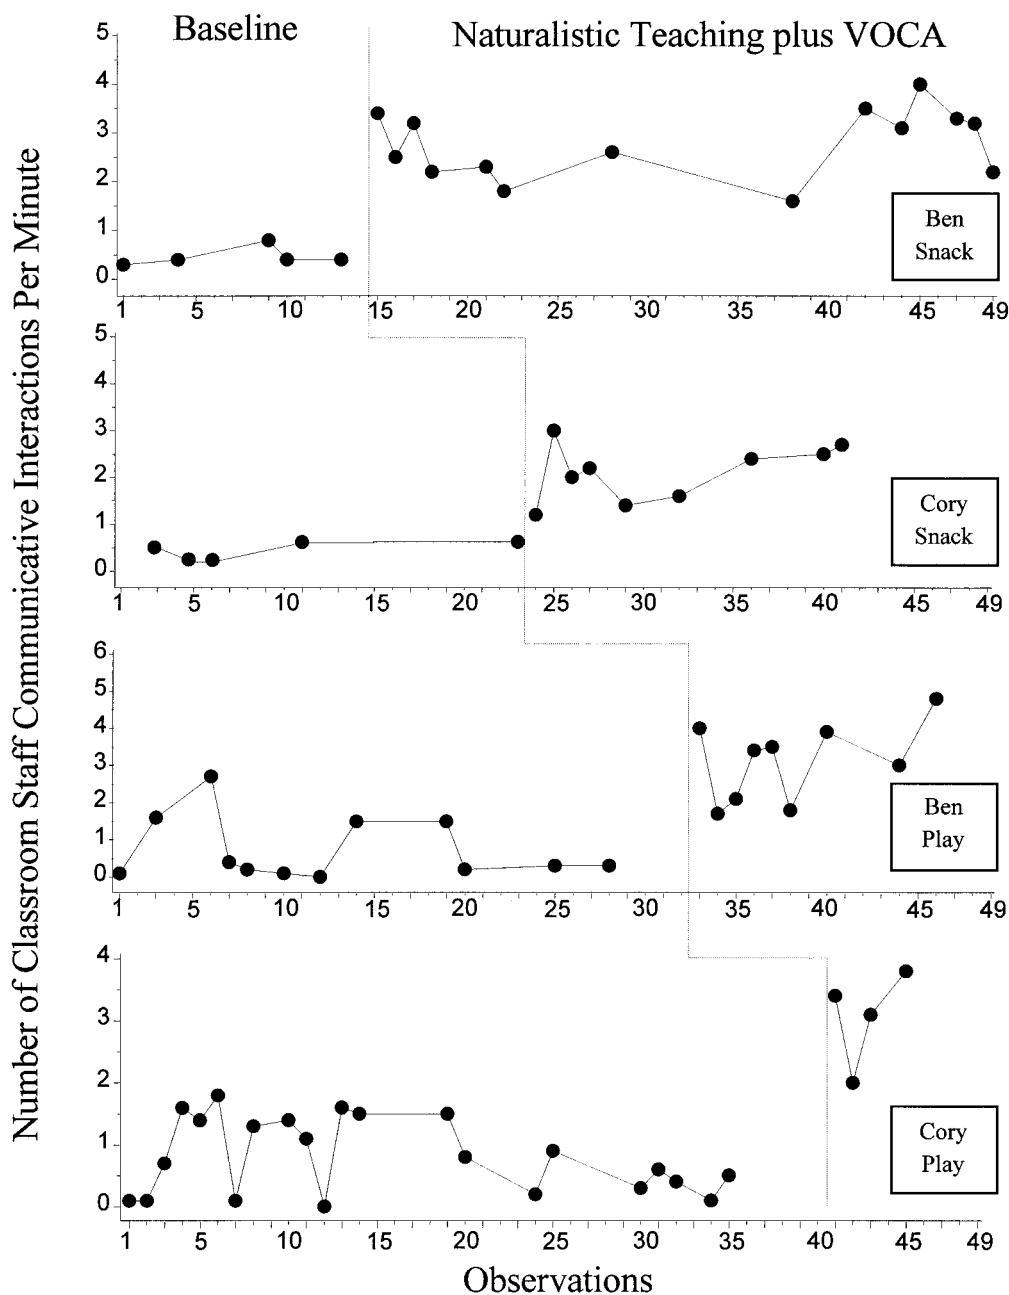 Baseline
Naturalistic Teaching plus VOCA
Number of Classroom Staff Communicative Interactions Per Minute
5
4
3
2
1
0
Ben
Snack
1 5 10 15 20 25 30 35 40 45 49
5
4
3
2
1
0
Cory
Snack
1 5 10 15 20 25 30 35 40 45 49
6
5
4
3
2
1
0
Ben
Play
1 5 10 15 20 25 30 35 40 45 49
4
3
2
1
0
Cory
Play
1 5 10 15 20 25 30 35 40 45 49
Observations